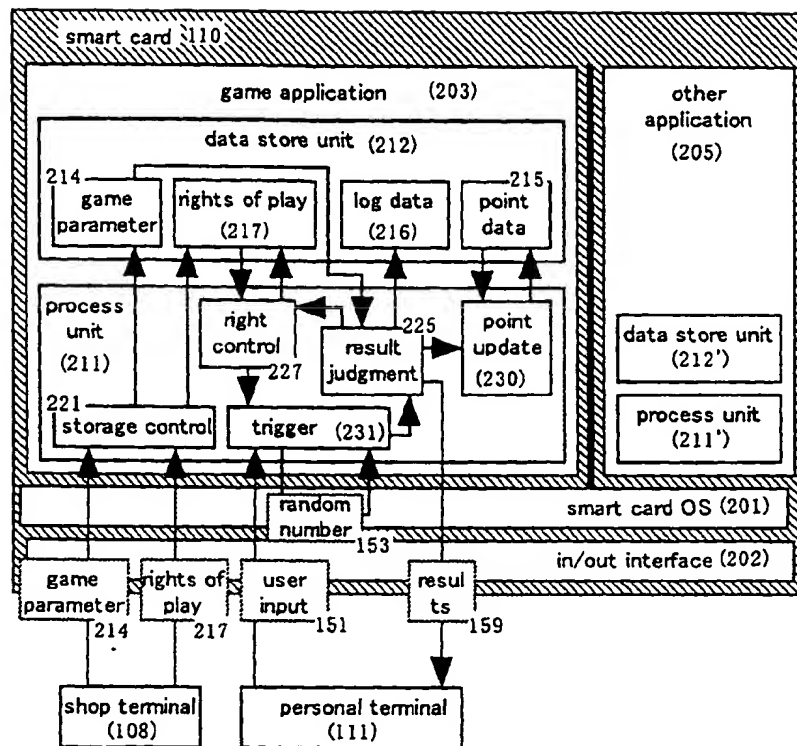 smart card 110
game application (203)
other
application
(205)
data store unit (212)
214
game
parameter
rights of play
(217)
log data
(216)
215
point
data
process
unit
(211)
right
control
227
225
result
judgment
point
update
(230)
data store unit
(212')
process unit
(211')
221
storage control
trigger (231)
random
number
153
smart card OS (201)
in/out interface (202)
game
parameter
214
rights of
play
217
user
input
151
resul
ts
159
shop terminal
(108)
personal terminal
(111)